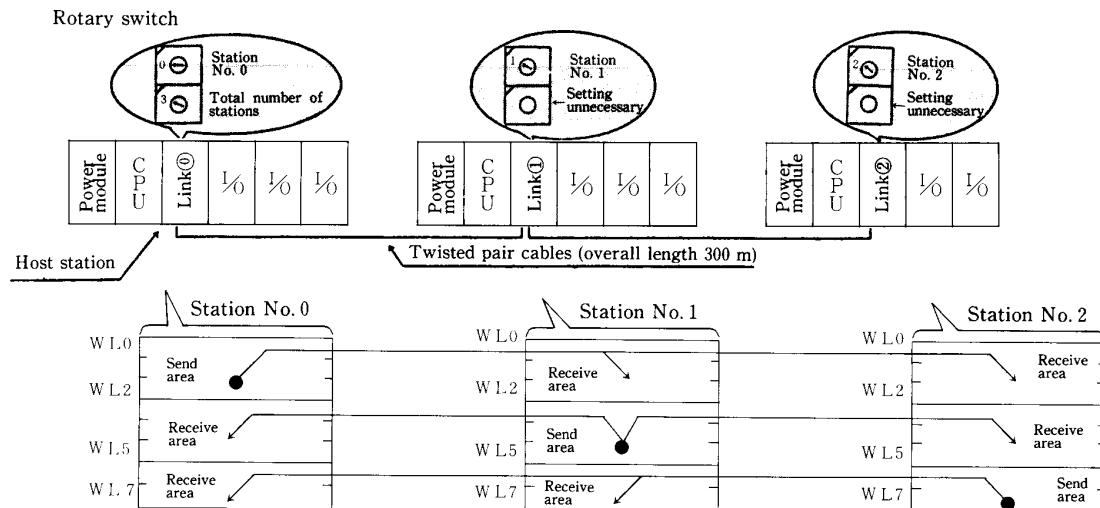 Rotary switch
0
Station
No. 0
3
Total number of
stations
1
Station
No. 1
Setting
unnecessary
2
Station
No. 2
Setting
unnecessary
Power
module
CPU
Link⓪
I/O
I/O
I/O
Power
module
CPU
Link①
I/O
I/O
I/O
Power
module
CPU
Link②
I/O
I/O
Host station
Twisted pair cables (overall length 300 m)
Station No. 0
Station No. 1
Station No. 2
WL0
Send
area
WL2
Receive
area
WL5
WL7
Receive
area
WL0
Receive
area
WL2
Send
area
WL5
WL7
Receive
area
WL0
Receive
area
WL2
Receive
area
WL5
WL7
Send
area